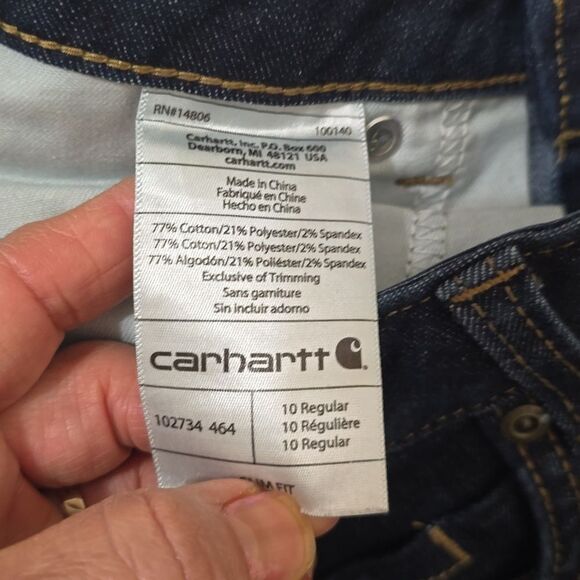 RN#14806
100140
Carhartt, Inc. P.O. Box 600
Dearborn, MI 48121 USA
carhartt.com
Made in China
Fabriqué en Chine
Hecho en China
77% Cotton/21% Polyester/2% Spandex
77% Coton/21% Polyester/2% Spandex
77% Algodón/21% Poliéster/2% Spandex
Exclusive of Trimming
Sans garniture
Sin incluir adorno
carhartt
102734 464
10 Regular
10 Régulière
10 Regular
FIT